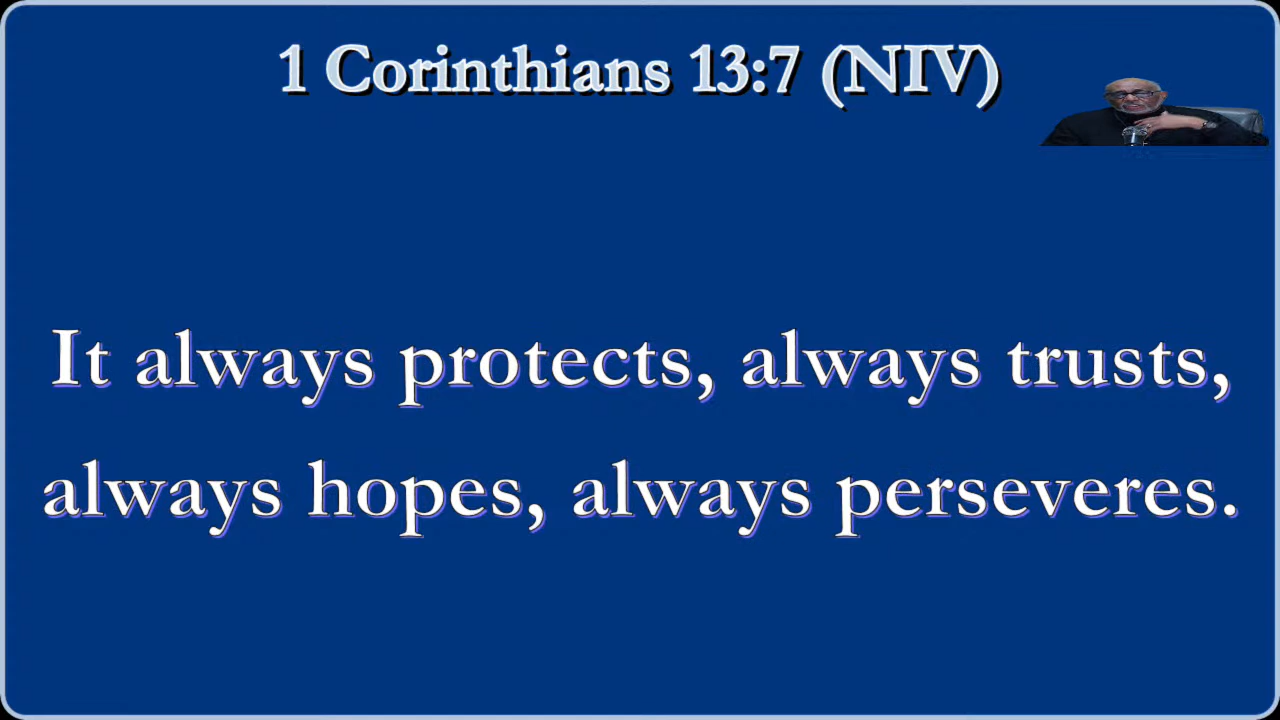 1 Corinthians 13:7 (NIV)
It always protects, always trusts,
always hopes, always perseveres.